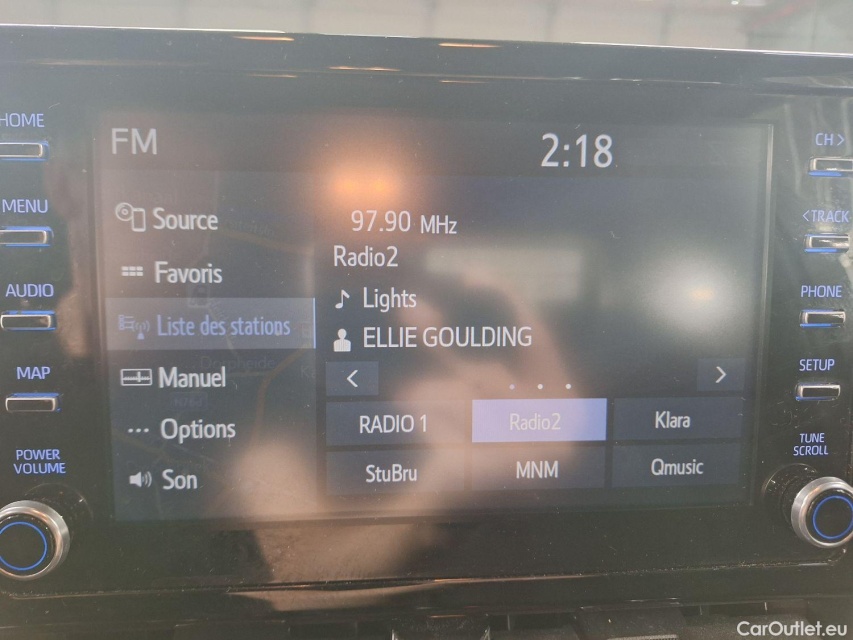 HOME
MENU
AUDIO
MAP
POWER
VOLUME
FM
2:18
Source
Favoris
Liste des stations
Manuel
Options
Son
97.90 MHz
Radio2
Lights
ELLIE GOULDING
<
>
RADIO 1
Radio2
Klara
StuBru
MNM
Qmusic
CH>
<TRACK
PHONE
SETUP
TUNE
SCROLL
CarOutlet.eu